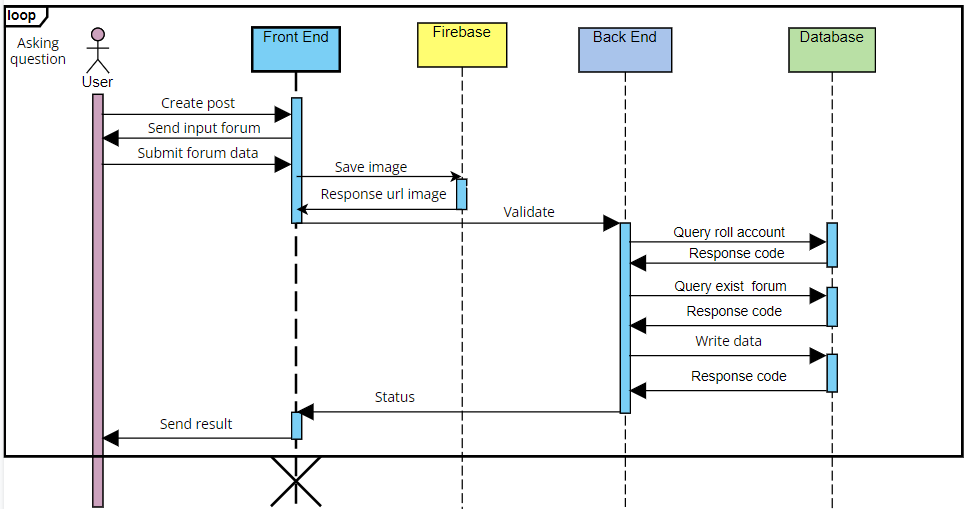 loop
Asking
question
User
Front End
Firebase
Back End
Database
Create post
Send input forum
Submit forum data
Save image
Response url image
Validate
Query roll account
Response code
Query exist  forum
Response code
Write data
Response code
Status
Send result